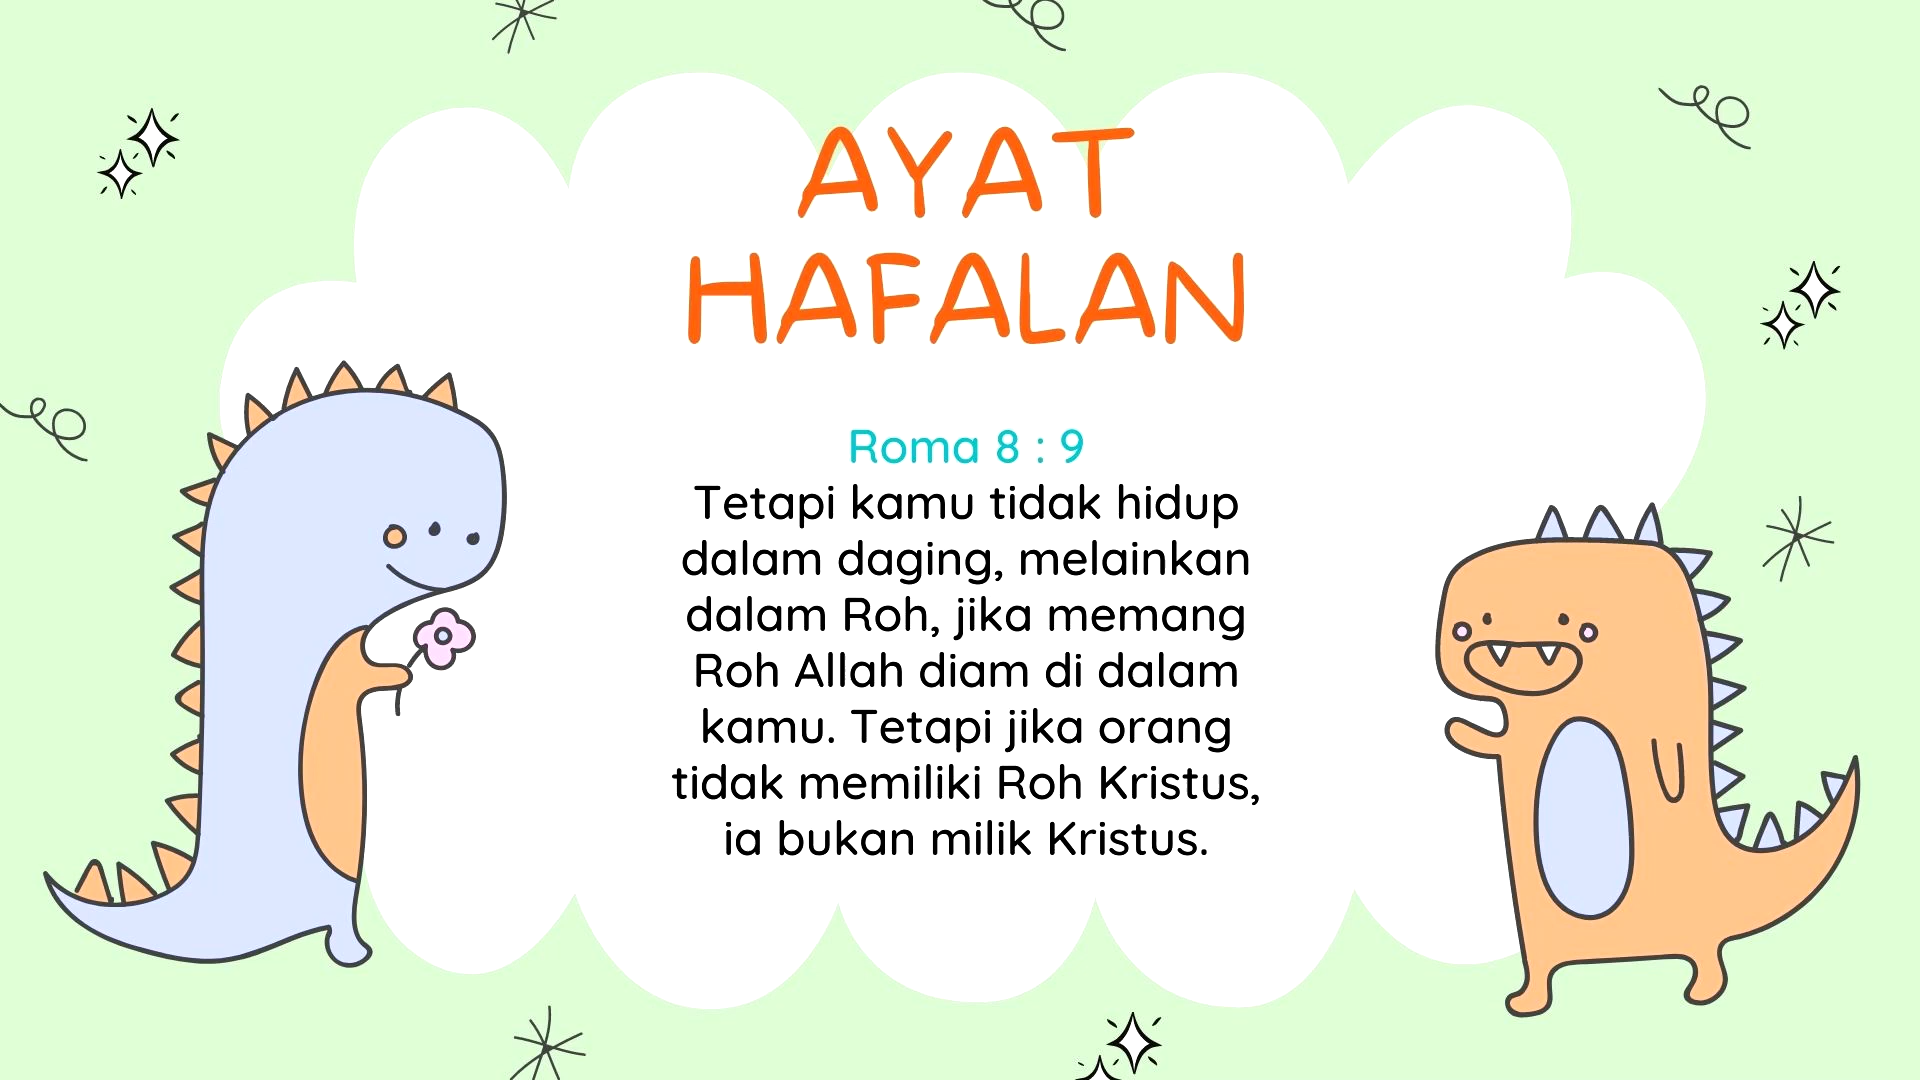 AYAT
HAFALAN
Roma 8 : 9
Tetapi kamu tidak hidup
dalam daging, melainkan
dalam Roh, jika memang
Roh Allah diam di dalam
kamu. Tetapi jika orang
tidak memiliki Roh Kristus,
ia bukan milik Kristus.